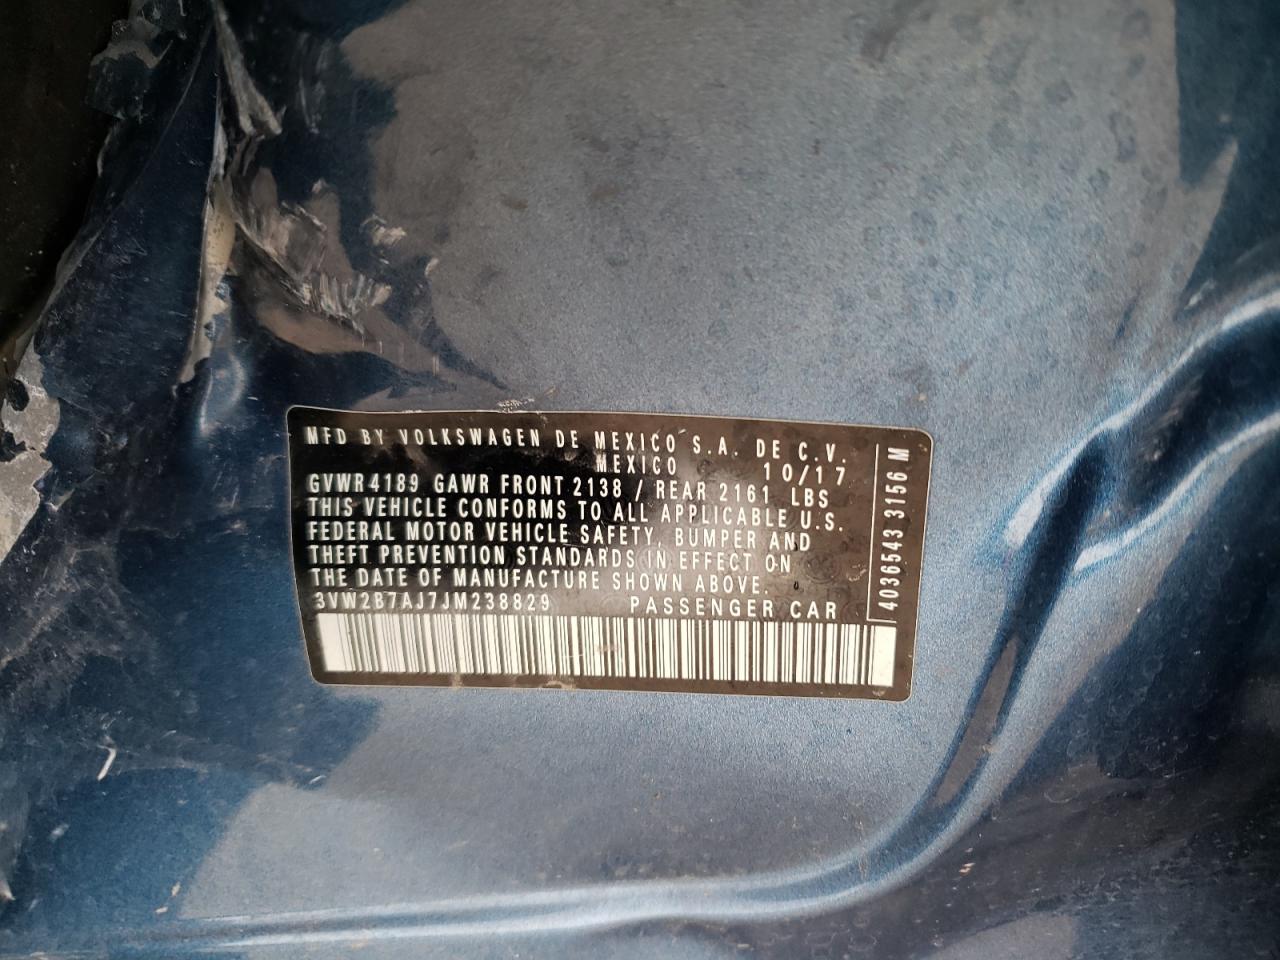 MFD BY VOLKSWAGEN DE MEXICO S.A. DE C.V.
MEXICO 10/17
GVWR 4189 GAWR FRONT 2138 / REAR 2161 LBS
THIS VEHICLE CONFORMS TO ALL APPLICABLE U.S.
FEDERAL MOTOR VEHICLE SAFETY, BUMPER AND
THEFT PREVENTION STANDARDS IN EFFECT ON
THE DATE OF MANUFACTURE SHOWN ABOVE.
3VW2B7AJ7JM238829 PASSENGER CAR
4036543 3156 M